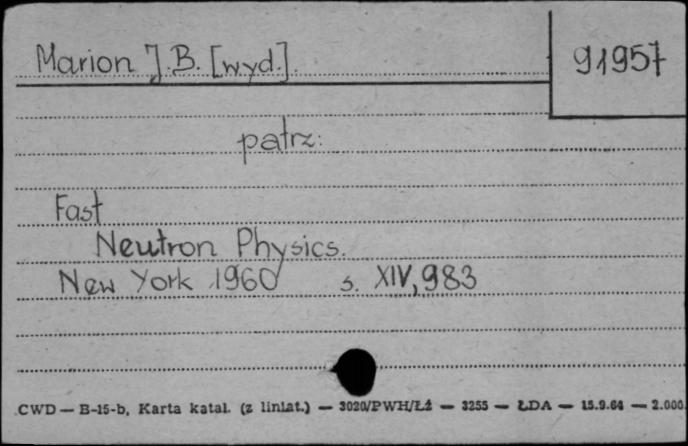 Marion J.B. [wyd.]. 91957
patrz:
Fast
Neutron Physics.
New York 1960 s. XIV, 983
CWD — B-15-b, Karta katal. (z liniat.) — 3020/PWH/Łź — 3255 — ŁDA — 15.9.64 — 2.000.